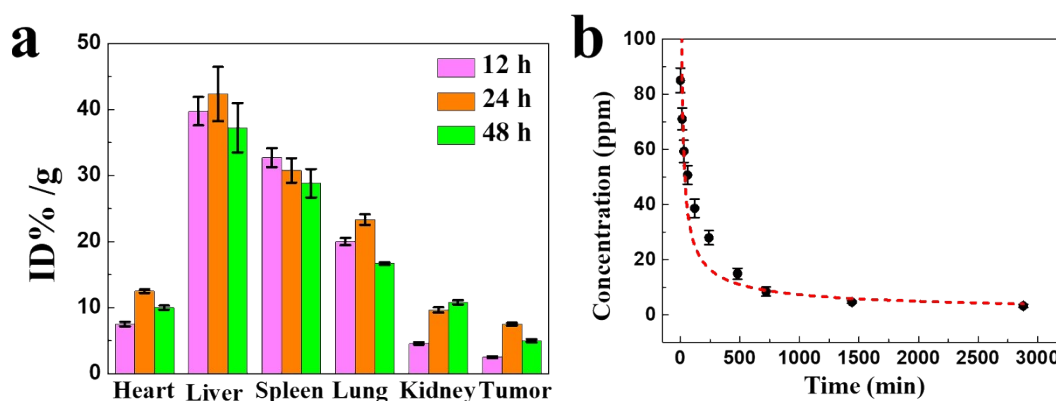 a
50
40
30
20
10
0
ID% /g
12 h
24 h
48 h
Heart Liver Spleen Lung Kidney Tumor
b
100
80
60
40
20
0
Concentration (ppm)
0 500 1000 1500 2000 2500 3000
Time (min)